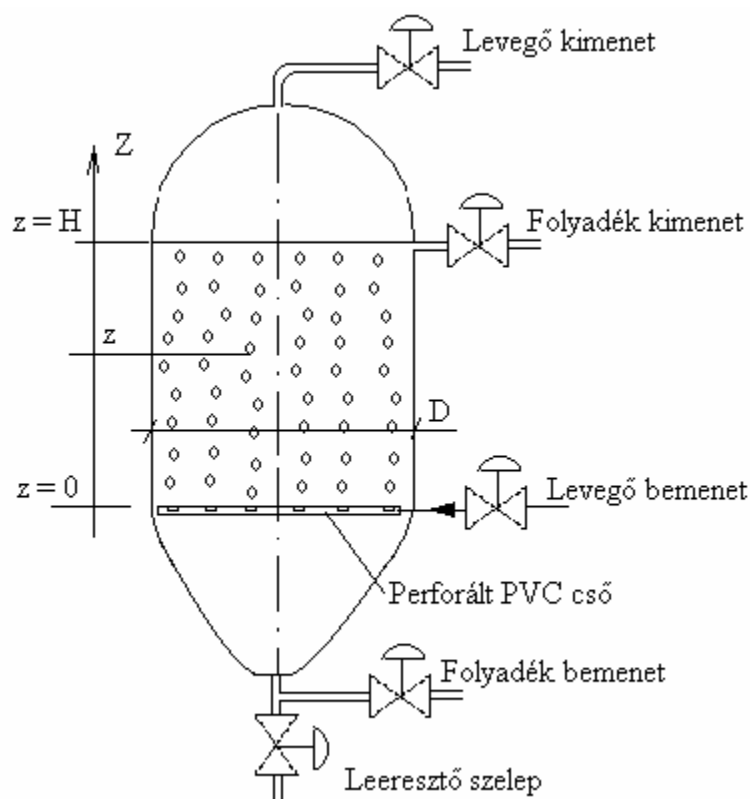 Levegő kimenet
Z
z = H
Folyadék kimenet
z
D
z = 0
Levegő bemenet
Perforált PVC cső
Folyadék bemenet
Leeresztő szelep